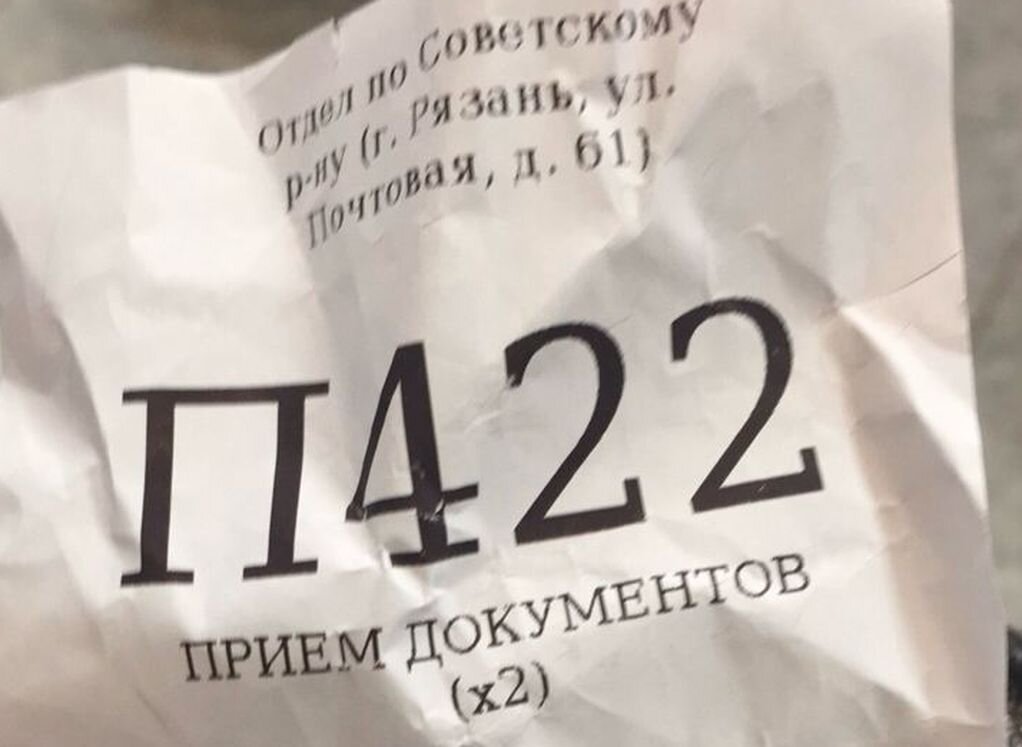 Отдел по Советскому
р-ну (г. Рязань, ул.
Почтовая, д. 61)
П422
ПРИЕМ ДОКУМЕНТОВ
(x2)